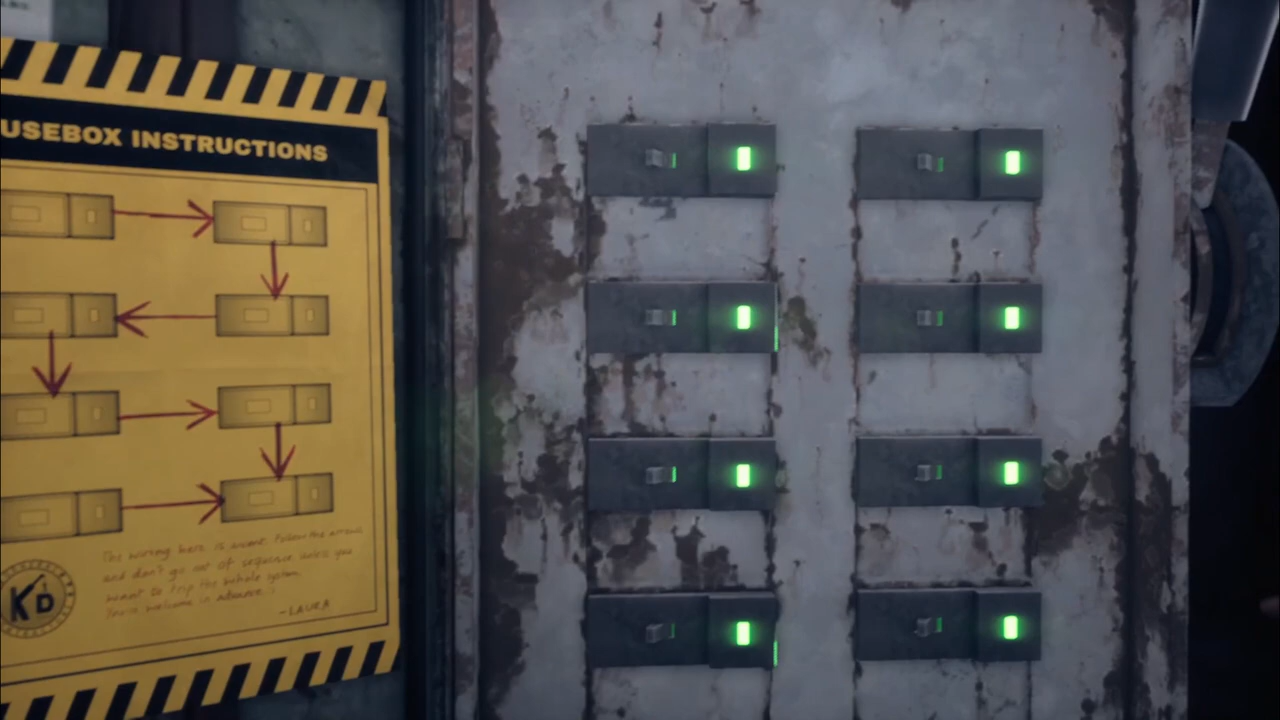 USEBOX INSTRUCTIONS
The wiring here is ancient. Follow the arrows
and don't go out of sequence unless you
want to trip the whole system.
You're welcome in advance :)
-LAURA
KD